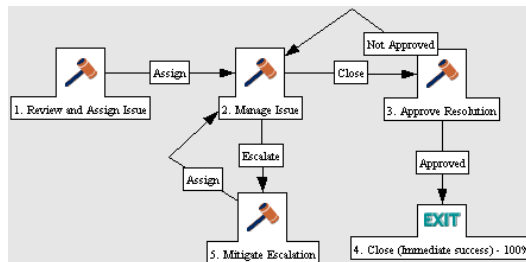 Not Approved
Assign
Close
1. Review and Assign Issue
2. Manage Issue
3. Approve Resolution
Escalate
Approved
Assign
EXIT
5. Mitigate Escalation
4. Close (Immediate success) - 100%